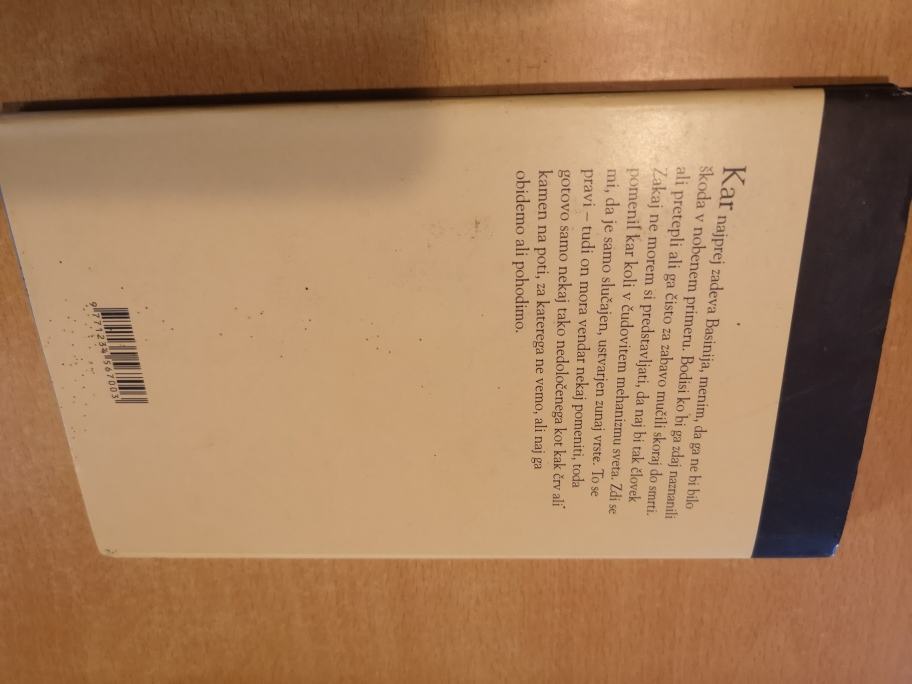 Kar najprej zadeva Basinija, menim, da ga ne bi bilo
škoda v nobenem primeru. Bodisi ko bi ga zdaj naznanili
ali pretepli ali ga čisto za zabavo mučili skoraj do smrti.
Zakaj ne morem si predstavljati, da naj bi tak človek
pomenil kar koli v čudovitem mehanizmu sveta. Zdi se
mi, da je samo slučajen, ustvarjen zunaj vrste. To se
pravi – tudi on mora vendar nekaj pomeniti, toda
gotovo samo nekaj tako nedoločenega kot kak črv ali
kamen na poti, za katerega ne vemo, ali naj ga
obidemo ali pohodimo.
9 771234 567003